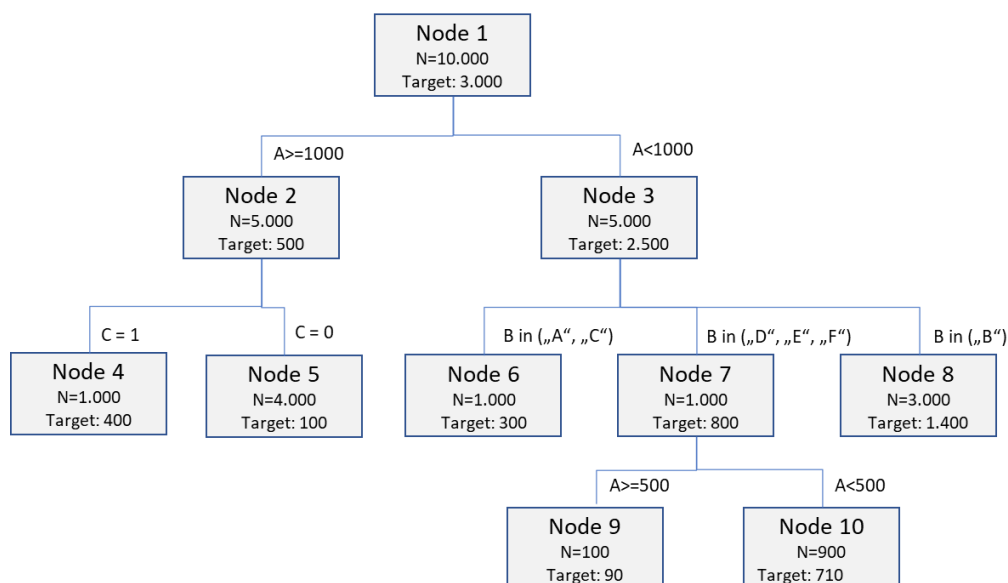 Node 1
N=10.000
Target: 3.000
A>=1000
A<1000
Node 2
N=5.000
Target: 500
Node 3
N=5.000
Target: 2.500
C = 1
C = 0
B in („A“, „C“)
B in („D“, „E“, „F“)
B in („B“)
Node 4
N=1.000
Target: 400
Node 5
N=4.000
Target: 100
Node 6
N=1.000
Target: 300
Node 7
N=1.000
Target: 800
Node 8
N=3.000
Target: 1.400
A>=500
A<500
Node 9
N=100
Target: 90
Node 10
N=900
Target: 710